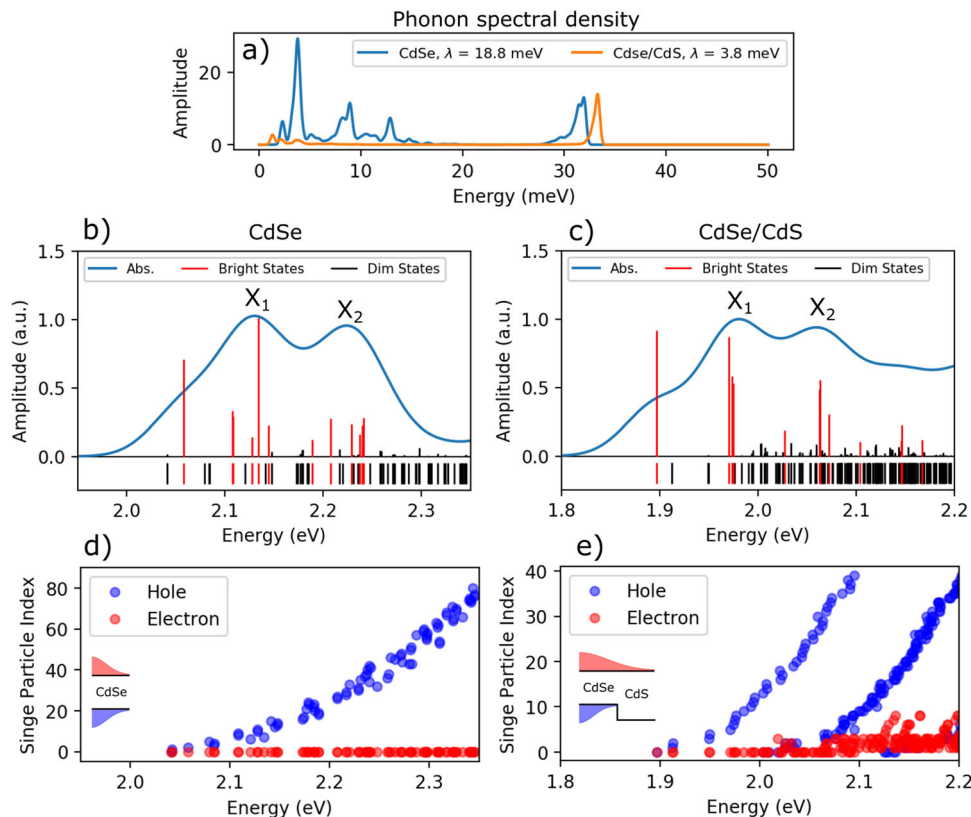 Phonon spectral density
a)
CdSe, λ = 18.8 meV
Cdse/CdS, λ = 3.8 meV
Amplitude
20
0
0 10 20 30 40 50
Energy (meV)
b) CdSe
Abs. Bright States Dim States
X1 X2
Amplitude (a.u.)
1.5
1.0
0.5
0.0
2.0 2.1 2.2 2.3
Energy (eV)
c) CdSe/CdS
Abs. Bright States Dim States
X1 X2
Amplitude (a.u.)
1.5
1.0
0.5
0.0
1.8 1.9 2.0 2.1 2.2
Energy (eV)
d)
Hole
Electron
CdSe
Singe Particle Index
80
60
40
20
0
2.0 2.1 2.2 2.3
Energy (eV)
e)
Hole
Electron
CdSe
CdS
Singe Particle Index
40
30
20
10
0
1.8 1.9 2.0 2.1 2.2
Energy (eV)